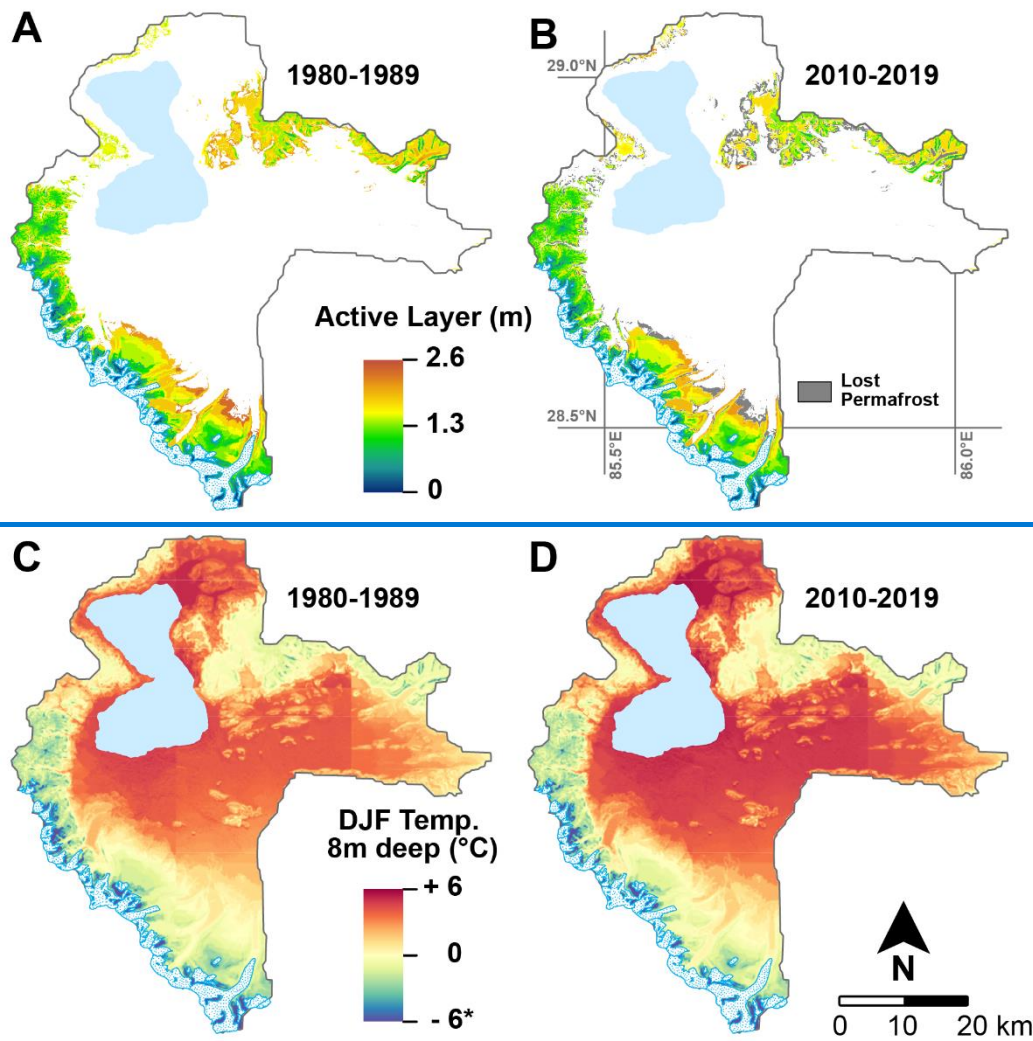 A
1980-1989
Active Layer (m)
2.6
1.3
0
B
2010-2019
29.0°N
Lost
Permafrost
28.5°N
85.5°E
86.0°E
C
1980-1989
DJF Temp.
8m deep (°C)
+ 6
0
- 6*
D
2010-2019
N
0 10 20 km